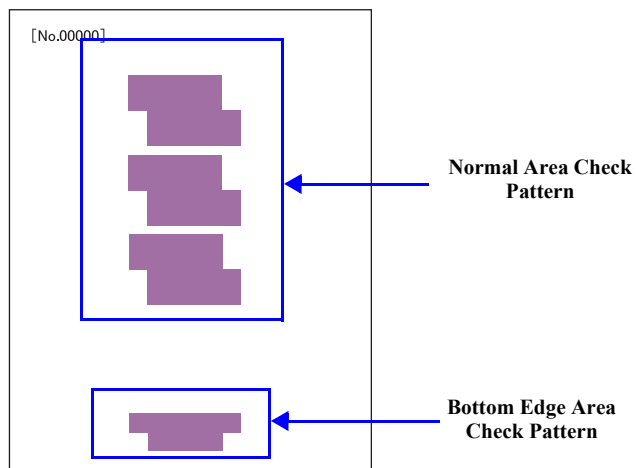 [No.00000]
Normal Area Check
Pattern
Bottom Edge Area
Check Pattern